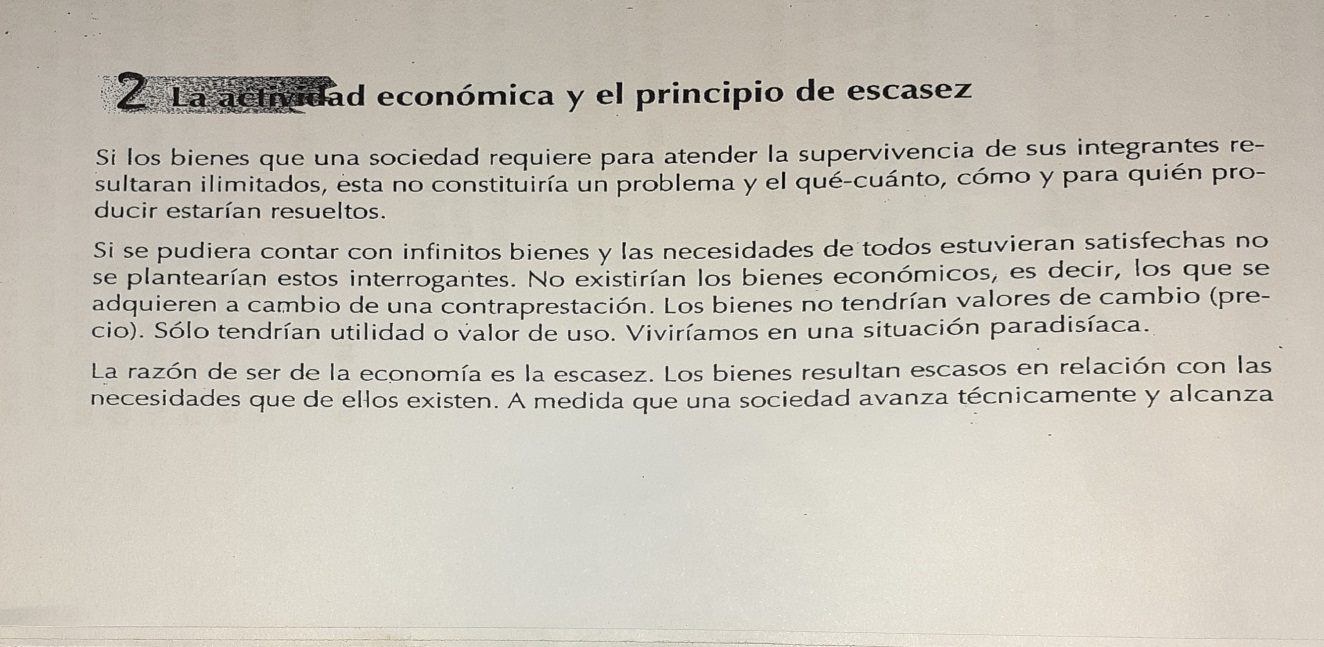 2 La actividad económica y el principio de escasez
Si los bienes que una sociedad requiere para atender la supervivencia de sus integrantes re-
sultaran ilimitados, esta no constituiría un problema y el qué-cuánto, cómo y para quién pro-
ducir estarían resueltos.
Si se pudiera contar con infinitos bienes y las necesidades de todos estuvieran satisfechas no
se plantearían estos interrogantes. No existirían los bienes económicos, es decir, los que se
adquieren a cambio de una contraprestación. Los bienes no tendrían valores de cambio (pre-
cio). Sólo tendrían utilidad o valor de uso. Viviríamos en una situación paradisíaca.
La razón de ser de la economía es la escasez. Los bienes resultan escasos en relación con las
necesidades que de ellos existen. A medida que una sociedad avanza técnicamente y alcanza